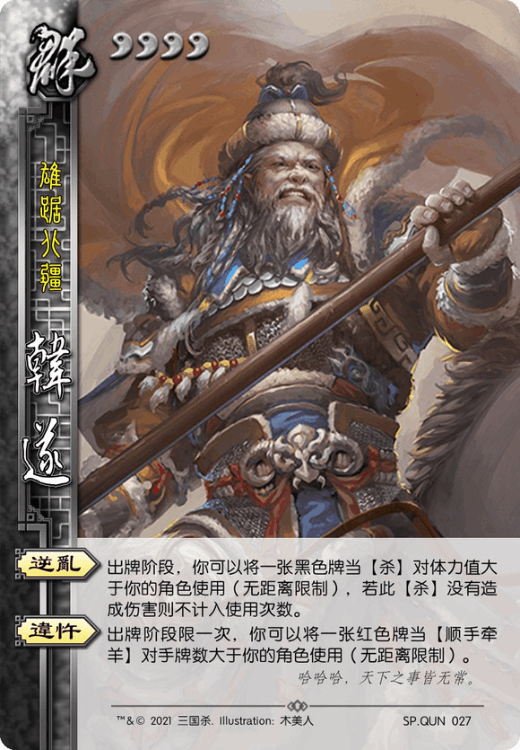 群
雄踞北疆
韓遂
逆亂
出牌阶段，你可以将一张黑色牌当【杀】对体力值大
于你的角色使用（无距离限制），若此【杀】没有造
成伤害则不计入使用次数。
違忤
出牌阶段限一次，你可以将一张红色牌当【顺手牵
羊】对手牌数大于你的角色使用（无距离限制）。
哈哈哈，天下之事皆无常。
™&© 2021 三国杀. Illustration: 木美人
SP.QUN 027